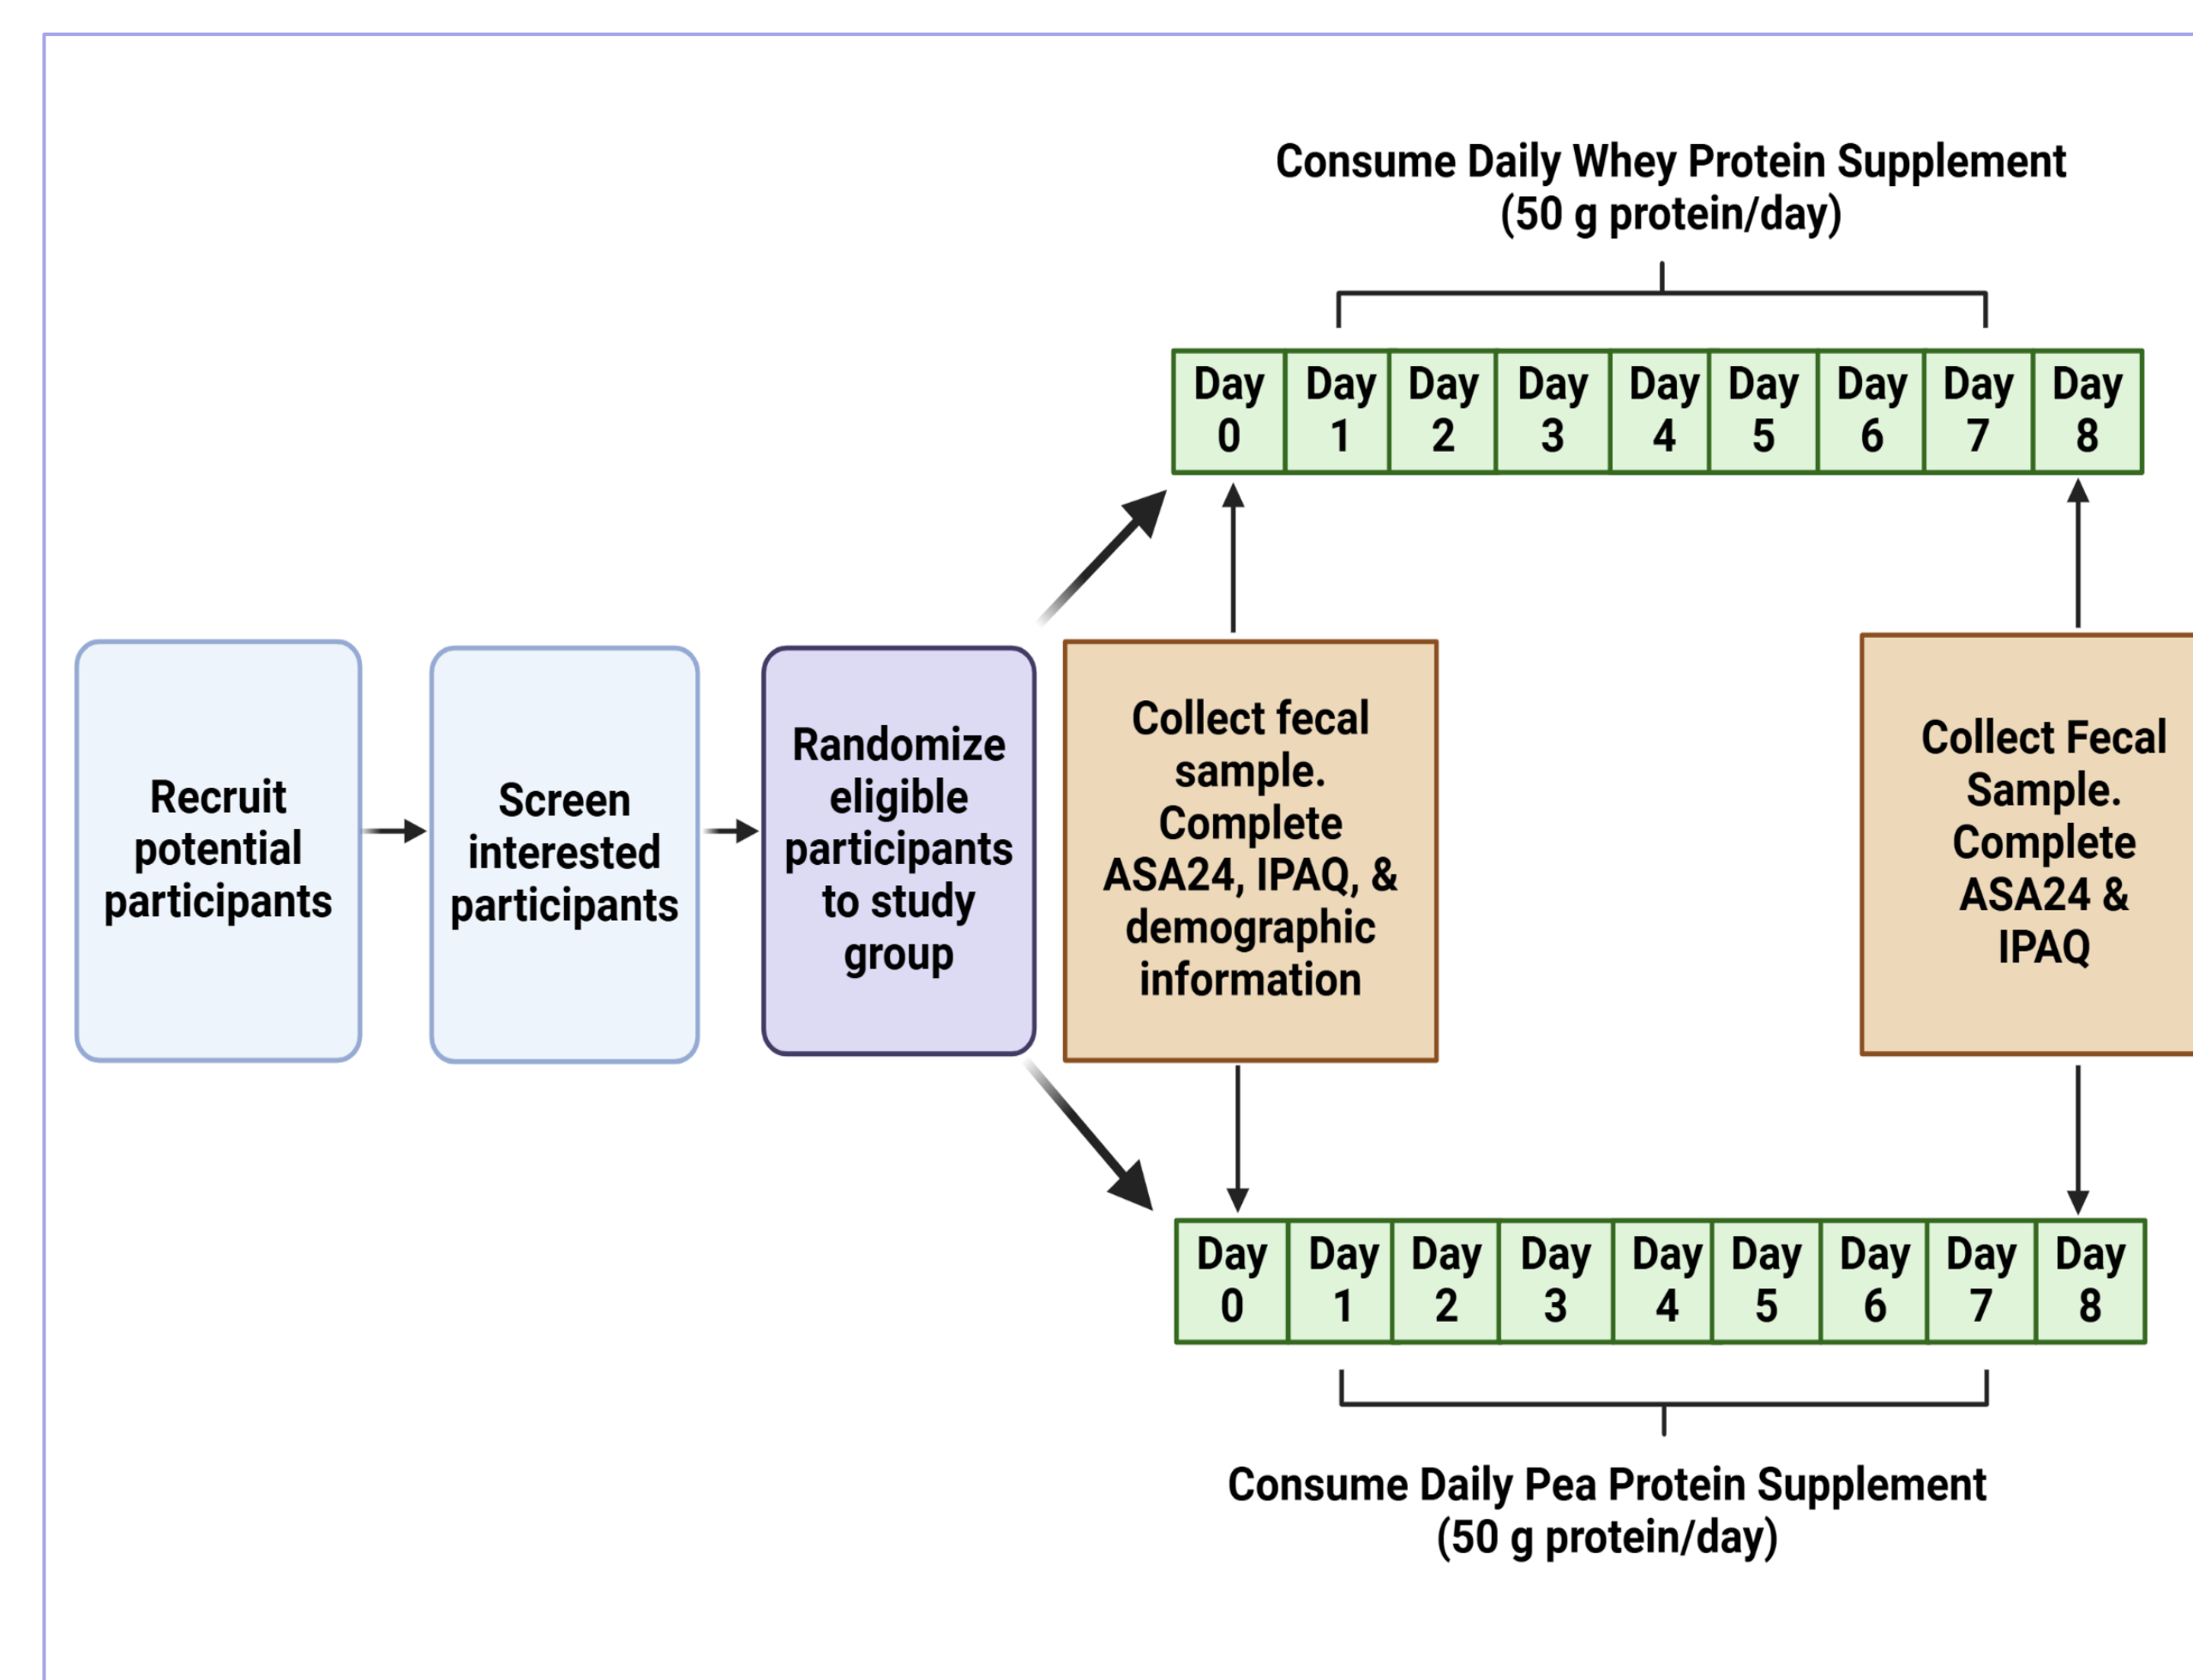 Consume Daily Whey Protein Supplement
(50 g protein/day)
Day Day Day Day Day Day Day Day Day
0 1 2 3 4 5 6 7 8
Recruit
potential
participants
Screen
interested
participants
Randomize
eligible
participants
to study
group
Collect fecal
sample.
Complete
ASA24, IPAQ, &
demographic
information
Collect Fecal
Sample.
Complete
ASA24 &
IPAQ
Day Day Day Day Day Day Day Day Day
0 1 2 3 4 5 6 7 8
Consume Daily Pea Protein Supplement
(50 g protein/day)